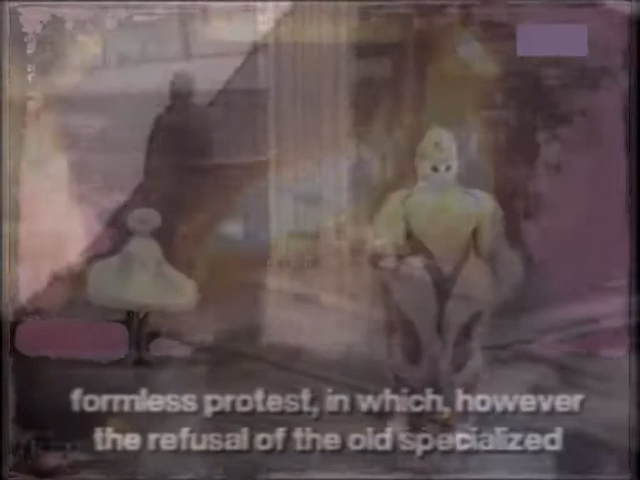 formless protest, in which, however
the refusal of the old specialized